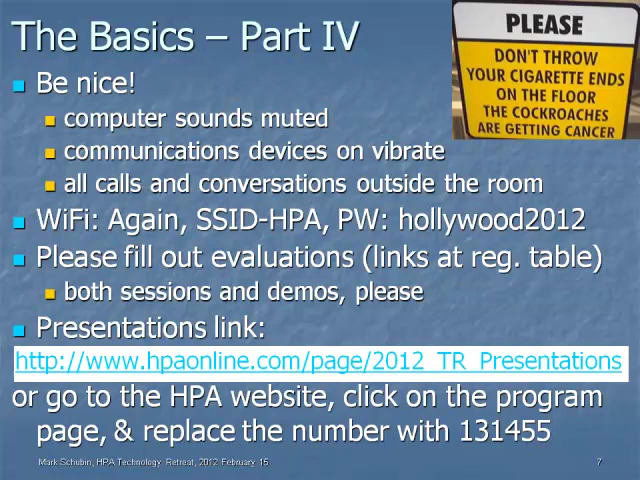 The Basics – Part IV
PLEASE
DON'T THROW
YOUR CIGARETTE ENDS
ON THE FLOOR
THE COCKROACHES
ARE GETTING CANCER
Be nice!
computer sounds muted
communications devices on vibrate
all calls and conversations outside the room
WiFi: Again, SSID-HPA, PW: hollywood2012
Please fill out evaluations (links at reg. table)
both sessions and demos, please
Presentations link:
http://www.hpaonline.com/page/2012_TR_Presentations
or go to the HPA website, click on the program
page, & replace the number with 131455
Mark Schubin, HPA Technology Retreat, 2012 February 15
7